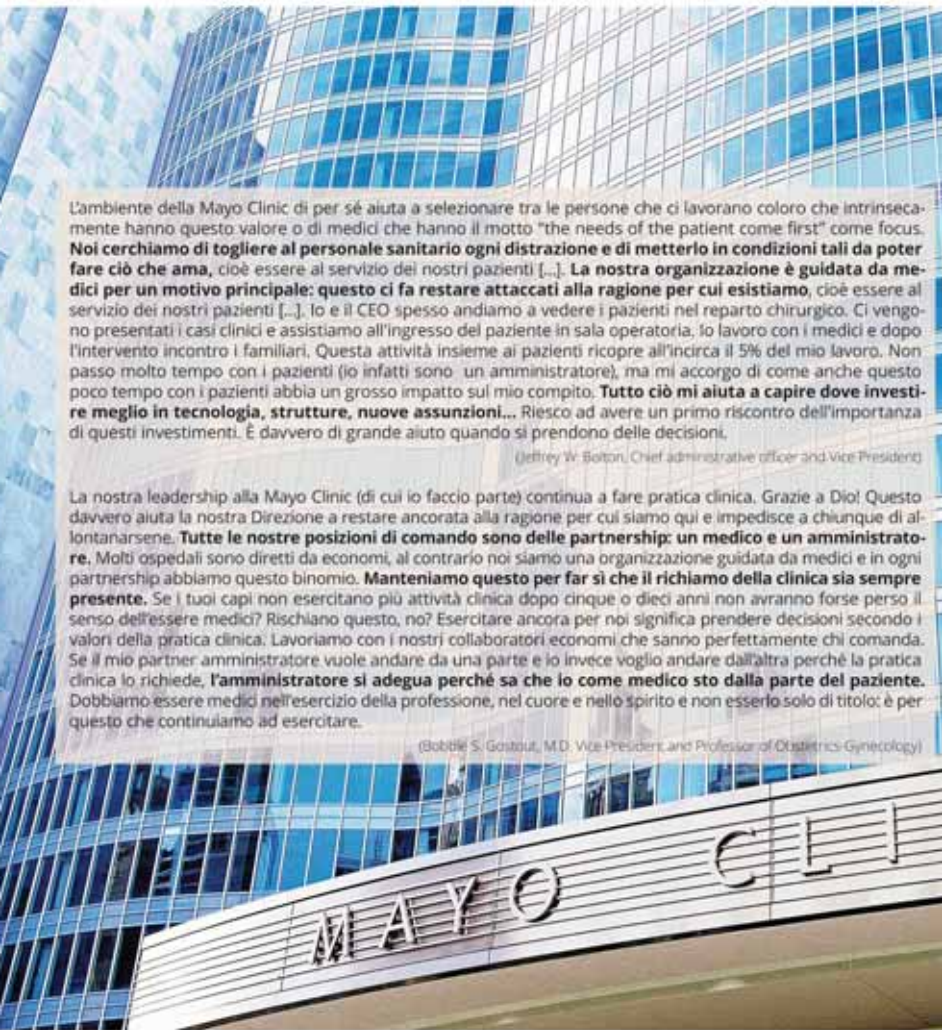 L'ambiente della Mayo Clinic di per sé aiuta a selezionare tra le persone che ci lavorano coloro che intrinseca-
mente hanno questo valore o di medici che hanno il motto "the needs of the patient come first" come focus.
Noi cerchiamo di togliere al personale sanitario ogni distrazione e di metterlo in condizioni tali da poter
fare ciò che ama, cioè essere al servizio dei nostri pazienti [...]. La nostra organizzazione è guidata da me-
dici per un motivo principale: questo ci fa restare attaccati alla ragione per cui esistiamo, cioè essere al
servizio dei nostri pazienti [...]. Io e il CEO spesso andiamo a vedere i pazienti nel reparto chirurgico. Ci vengo-
no presentati i casi clinici e assistiamo all'ingresso del paziente in sala operatoria. Io lavoro con i medici e dopo
l'intervento incontro i familiari. Questa attività insieme ai pazienti ricopre all'incirca il 5% del mio lavoro. Non
passo molto tempo con i pazienti (io infatti sono un amministratore), ma mi accorgo di come anche questo
poco tempo con i pazienti abbia un grosso impatto sul mio compito. Tutto ciò mi aiuta a capire dove investi-
re meglio in tecnologia, strutture, nuove assunzioni... Riesco ad avere un primo riscontro dell'importanza
di questi investimenti. È davvero di grande aiuto quando si prendono delle decisioni.
(Jeffrey W. Bolton, Chief administrative officer and Vice President)
La nostra leadership alla Mayo Clinic (di cui io faccio parte) continua a fare pratica clinica. Grazie a Dio! Questo
davvero aiuta la nostra Direzione a restare ancorata alla ragione per cui siamo qui e impedisce a chiunque di al-
lontanarsene. Tutte le nostre posizioni di comando sono delle partnership: un medico e un amministrato-
re. Molti ospedali sono diretti da economi, al contrario noi siamo una organizzazione guidata da medici e in ogni
partnership abbiamo questo binomio. Manteniamo questo per far sì che il richiamo della clinica sia sempre
presente. Se i tuoi capi non esercitano più attività clinica dopo cinque o dieci anni non avranno forse perso il
senso dell'essere medici? Rischiano questo, no? Esercitare ancora per noi significa prendere decisioni secondo i
valori della pratica clinica. Lavoriamo con i nostri collaboratori economi che sanno perfettamente chi comanda.
Se il mio partner amministratore vuole andare da una parte e io invece voglio andare dall'altra perché la pratica
clinica lo richiede, l'amministratore si adegua perché sa che io come medico sto dalla parte del paziente.
Dobbiamo essere medici nell'esercizio della professione, nel cuore e nello spirito e non esserlo solo di titolo: è per
questo che continuiamo ad esercitare.
(Bobbie S. Gostout, M.D. Vice President and Professor of Obstetrics-Gynecology)
MAYO CLI